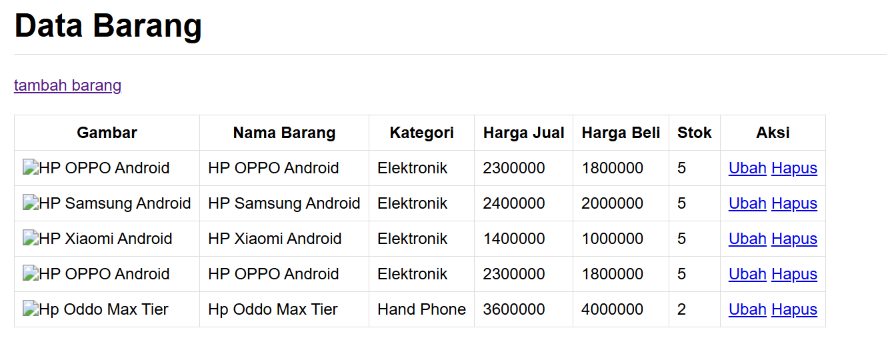 Data Barang
tambah barang
Gambar Nama Barang Kategori Harga Jual Harga Beli Stok Aksi
HP OPPO Android HP OPPO Android Elektronik 2300000 1800000 5 Ubah Hapus
HP Samsung Android HP Samsung Android Elektronik 2400000 2000000 5 Ubah Hapus
HP Xiaomi Android HP Xiaomi Android Elektronik 1400000 1000000 5 Ubah Hapus
HP OPPO Android HP OPPO Android Elektronik 2300000 1800000 5 Ubah Hapus
Hp Oddo Max Tier Hp Oddo Max Tier Hand Phone 3600000 4000000 2 Ubah Hapus